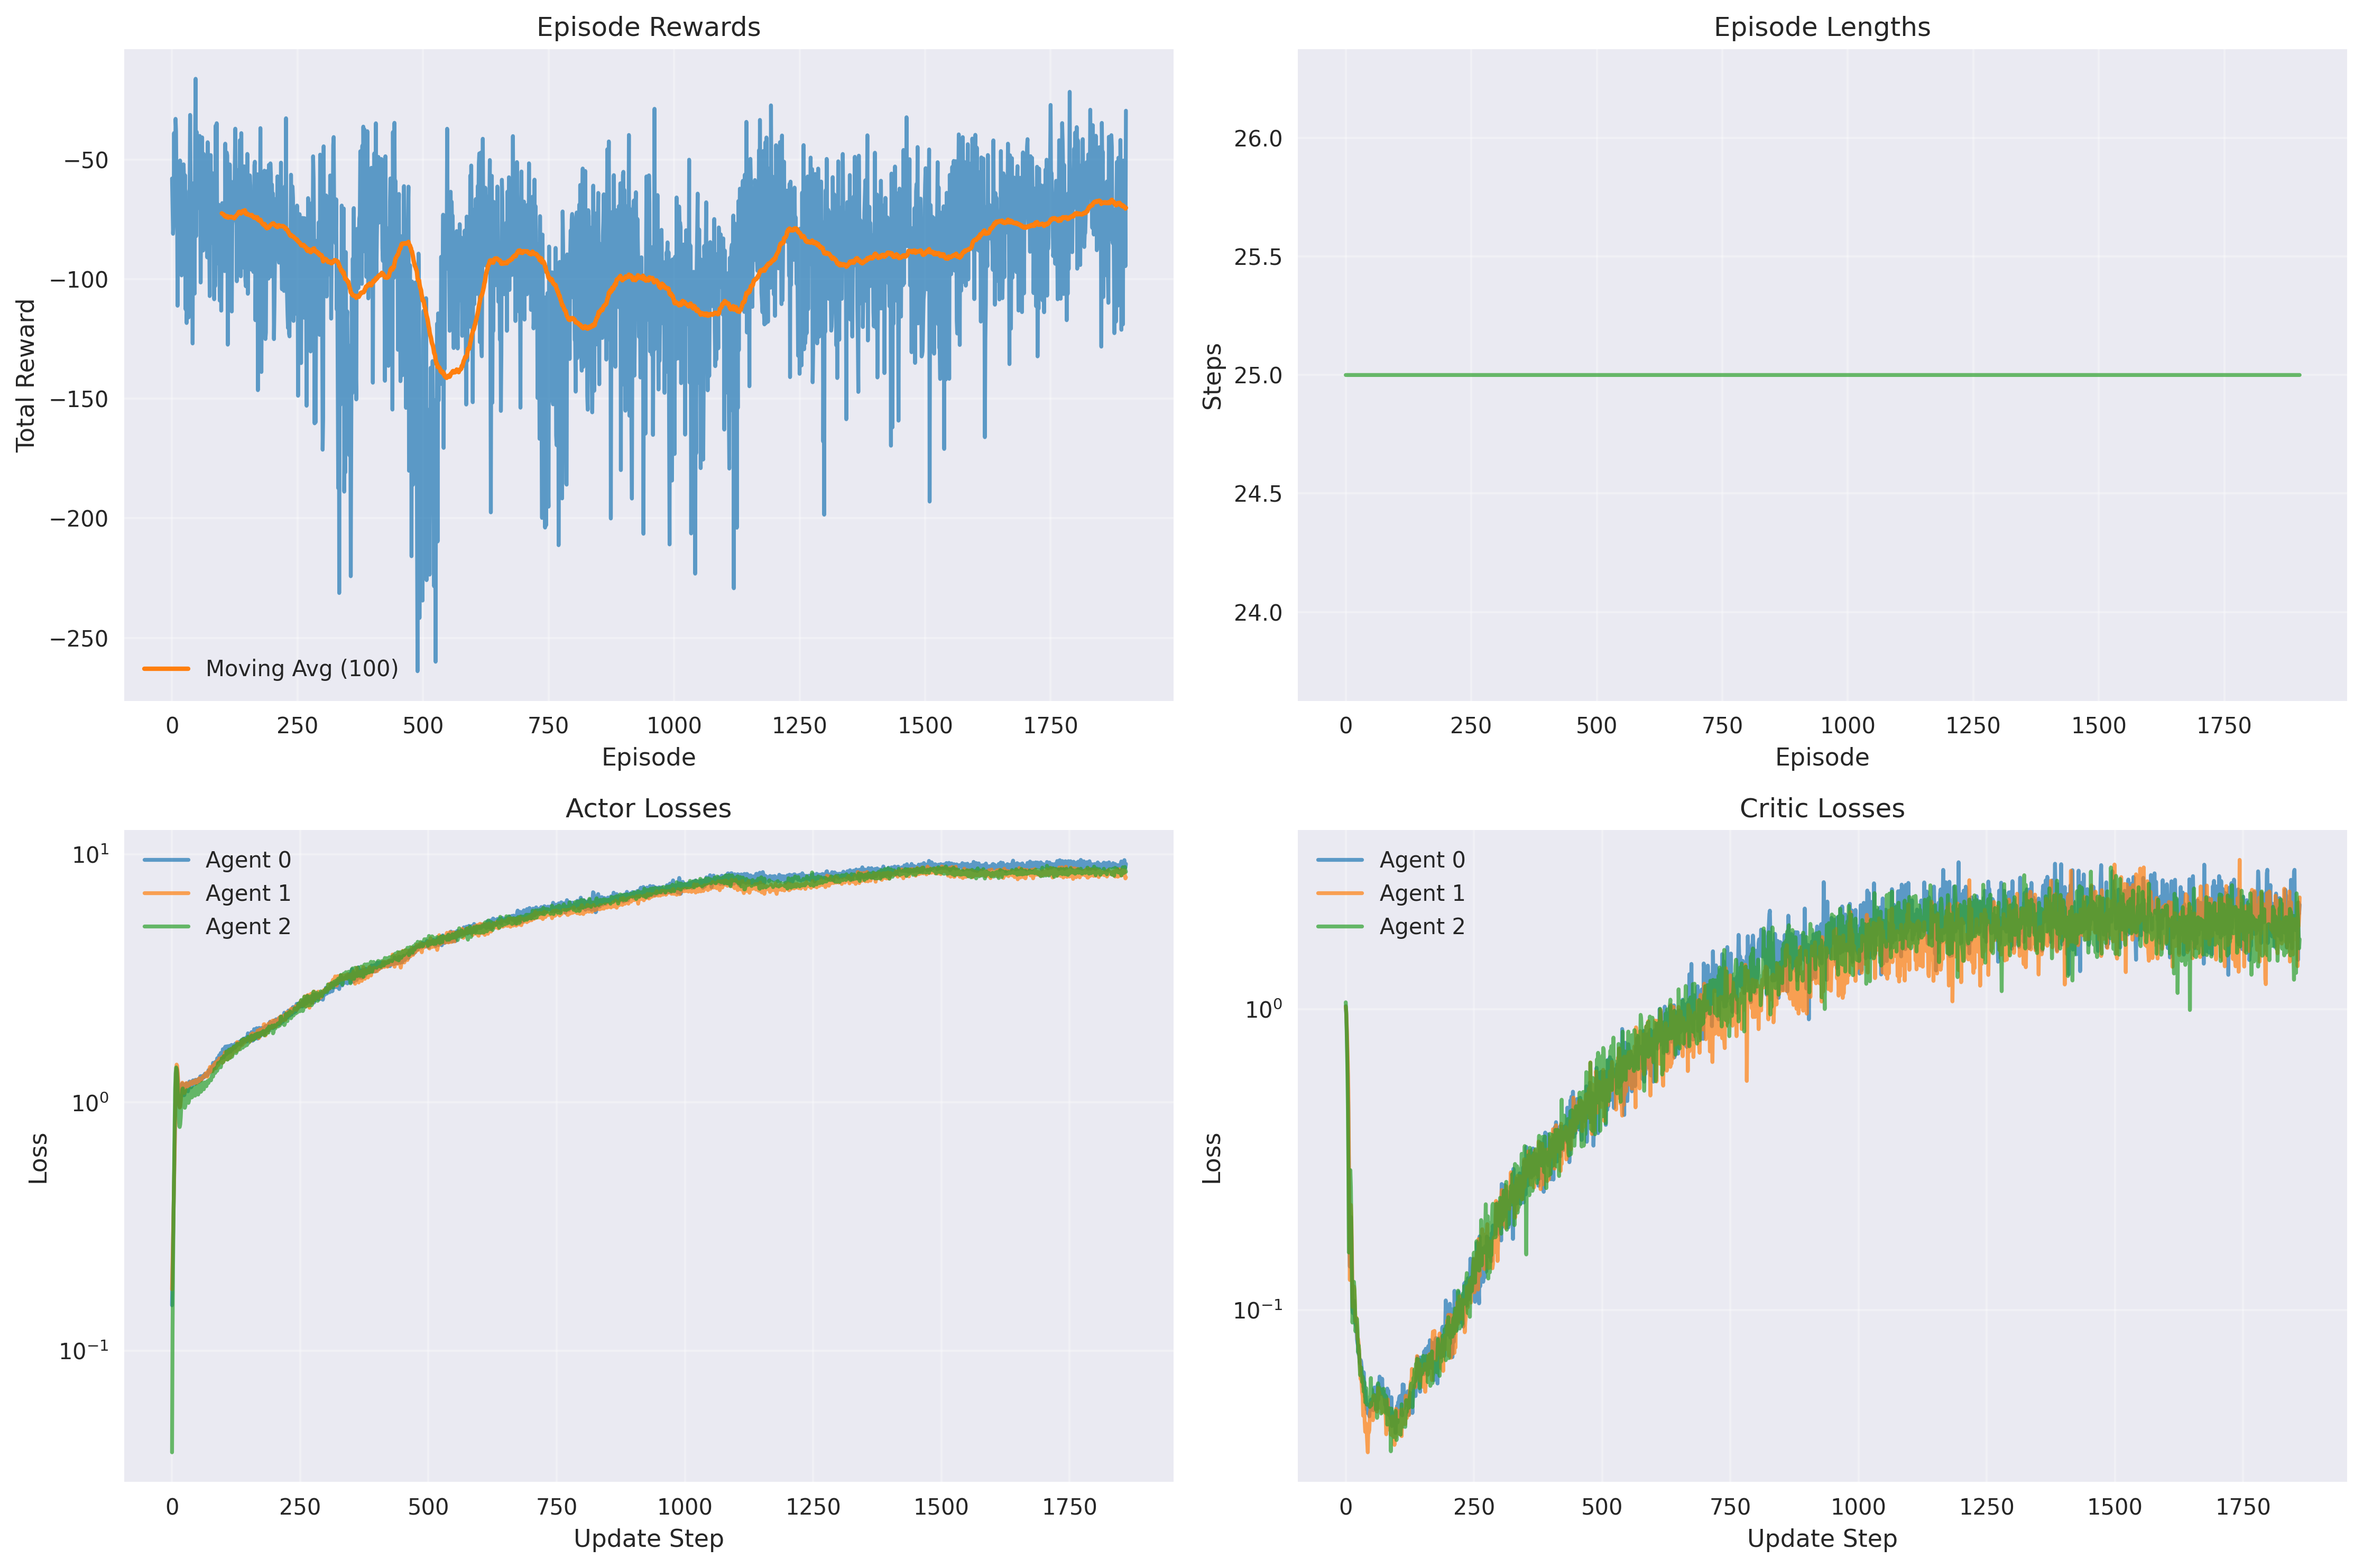 Episode Rewards
Total Reward
−50
−100
−150
−200
−250
Moving Avg (100)
0 250 500 750 1000 1250 1500 1750
Episode
Episode Lengths
Steps
26.0
25.5
25.0
24.5
24.0
0 250 500 750 1000 1250 1500 1750
Episode
Actor Losses
Loss
10¹
10⁰
10⁻¹
Agent 0
Agent 1
Agent 2
0 250 500 750 1000 1250 1500 1750
Update Step
Critic Losses
Loss
10⁰
10⁻¹
Agent 0
Agent 1
Agent 2
0 250 500 750 1000 1250 1500 1750
Update Step